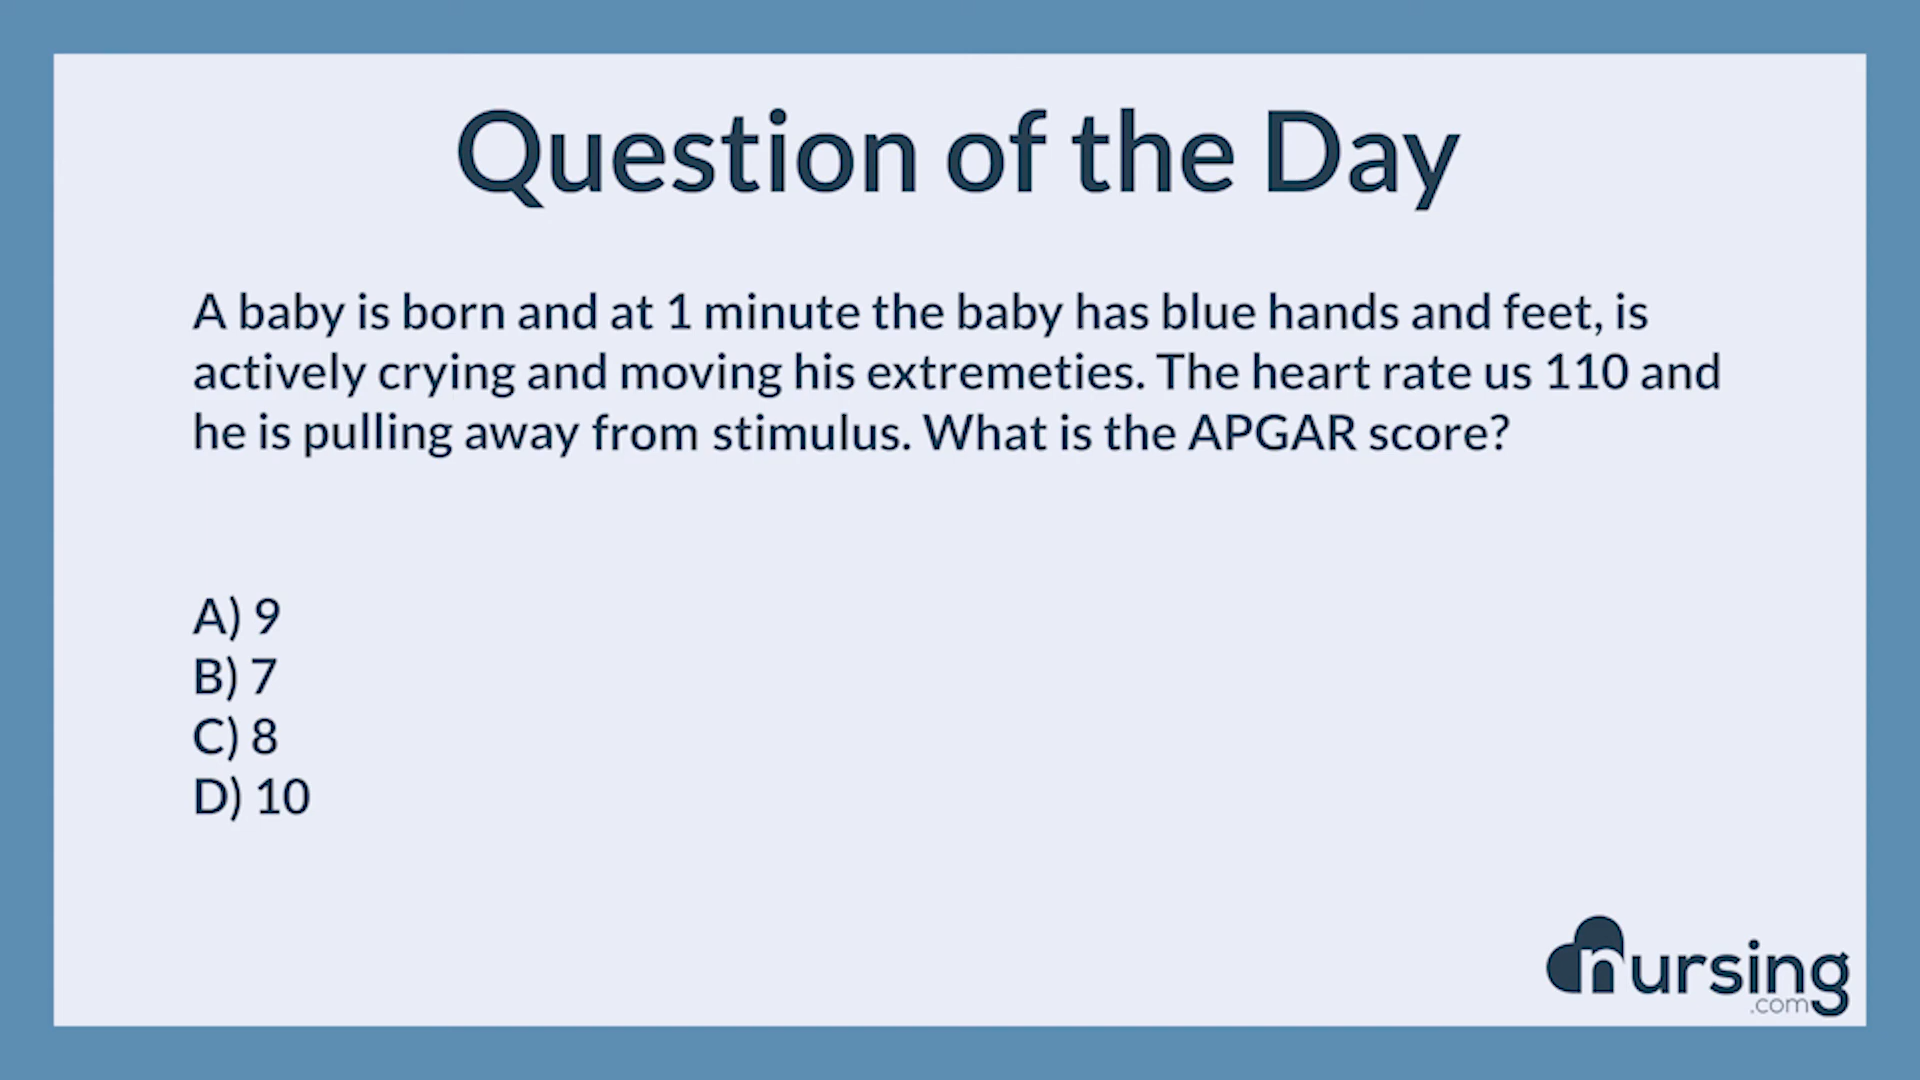 Question of the Day
A baby is born and at 1 minute the baby has blue hands and feet, is
actively crying and moving his extremeties. The heart rate us 110 and
he is pulling away from stimulus. What is the APGAR score?
A) 9
B) 7
C) 8
D) 10
nursing
.com